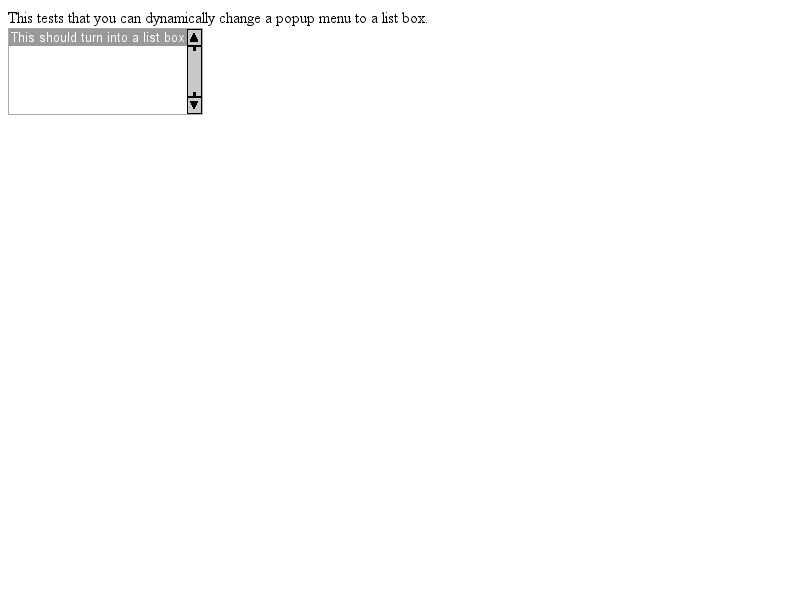 This tests that you can dynamically change a popup menu to a list box.
This should turn into a list box